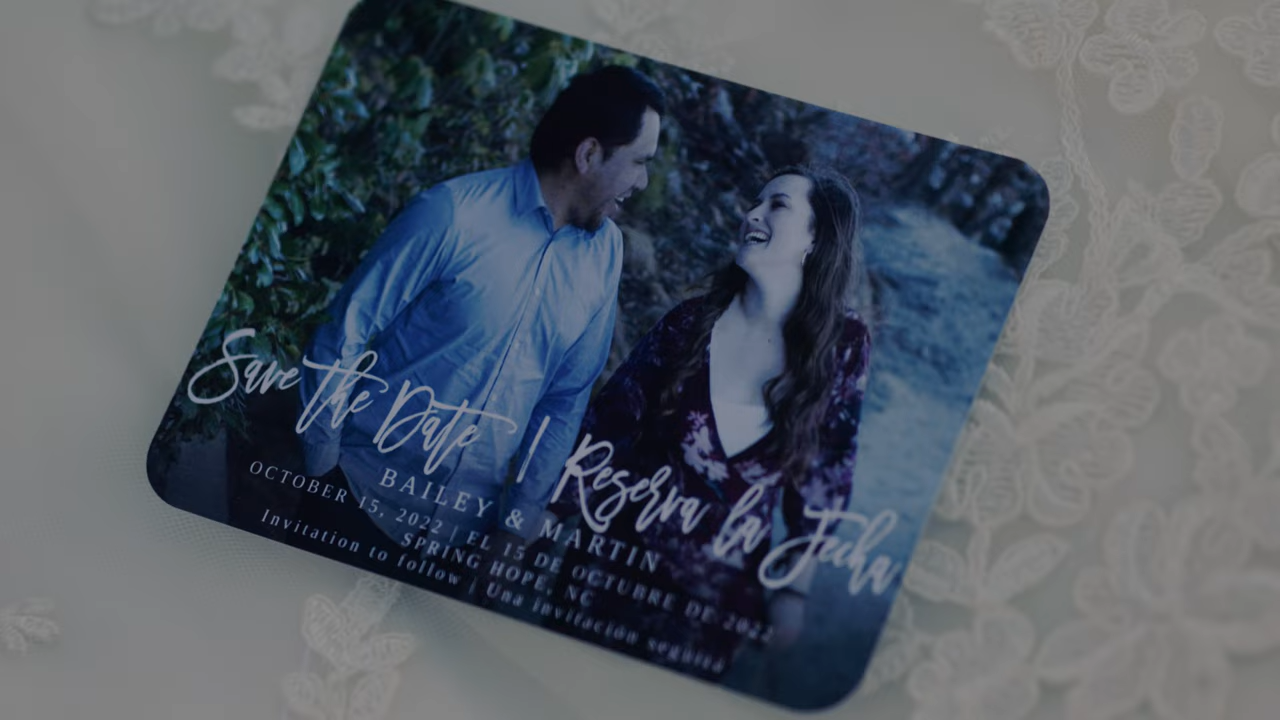 Save the Date | Reserva la Fecha
BAILEY & MARTIN
OCTOBER 15, 2022 | EL 15 DE OCTUBRE DE 2022
SPRING HOPE, NC
Invitation to follow | Una invitación seguirá